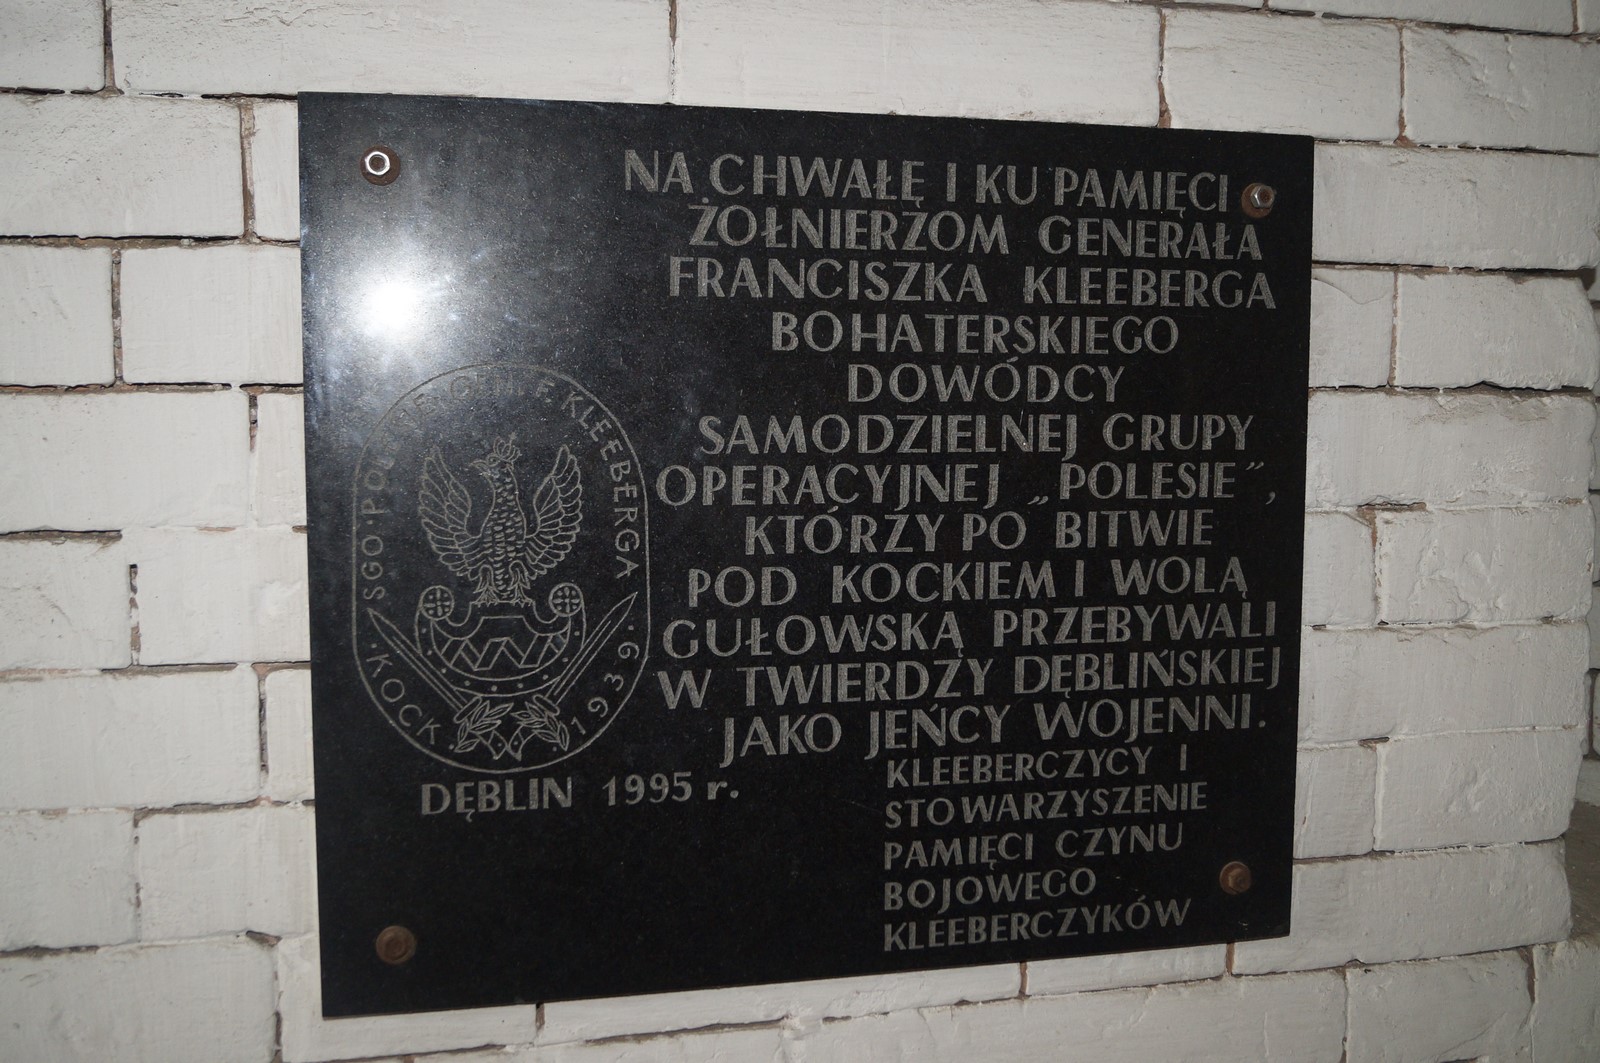 NA CHWAŁĘ I KU PAMIĘCI
ŻOŁNIERZOM GENERAŁA
FRANCISZKA KLEEBERGA
BOHATERSKIEGO
DOWÓDCY
SAMODZIELNEJ GRUPY
OPERACYJNEJ „POLESIE”,
KTÓRZY PO BITWIE
POD KOCKIEM I WOLĄ
GUŁOWSKĄ PRZEBYWALI
W TWIERDZY DĘBLIŃSKIEJ
JAKO JEŃCY WOJENNI.
KLEEBERCZYCY I
STOWARZYSZENIE
PAMIĘCI CZYNU
BOJOWEGO
KLEEBERCZYKÓW
SGO F. KLEEBERGA
KOCK 1939
DĘBLIN 1995 r.